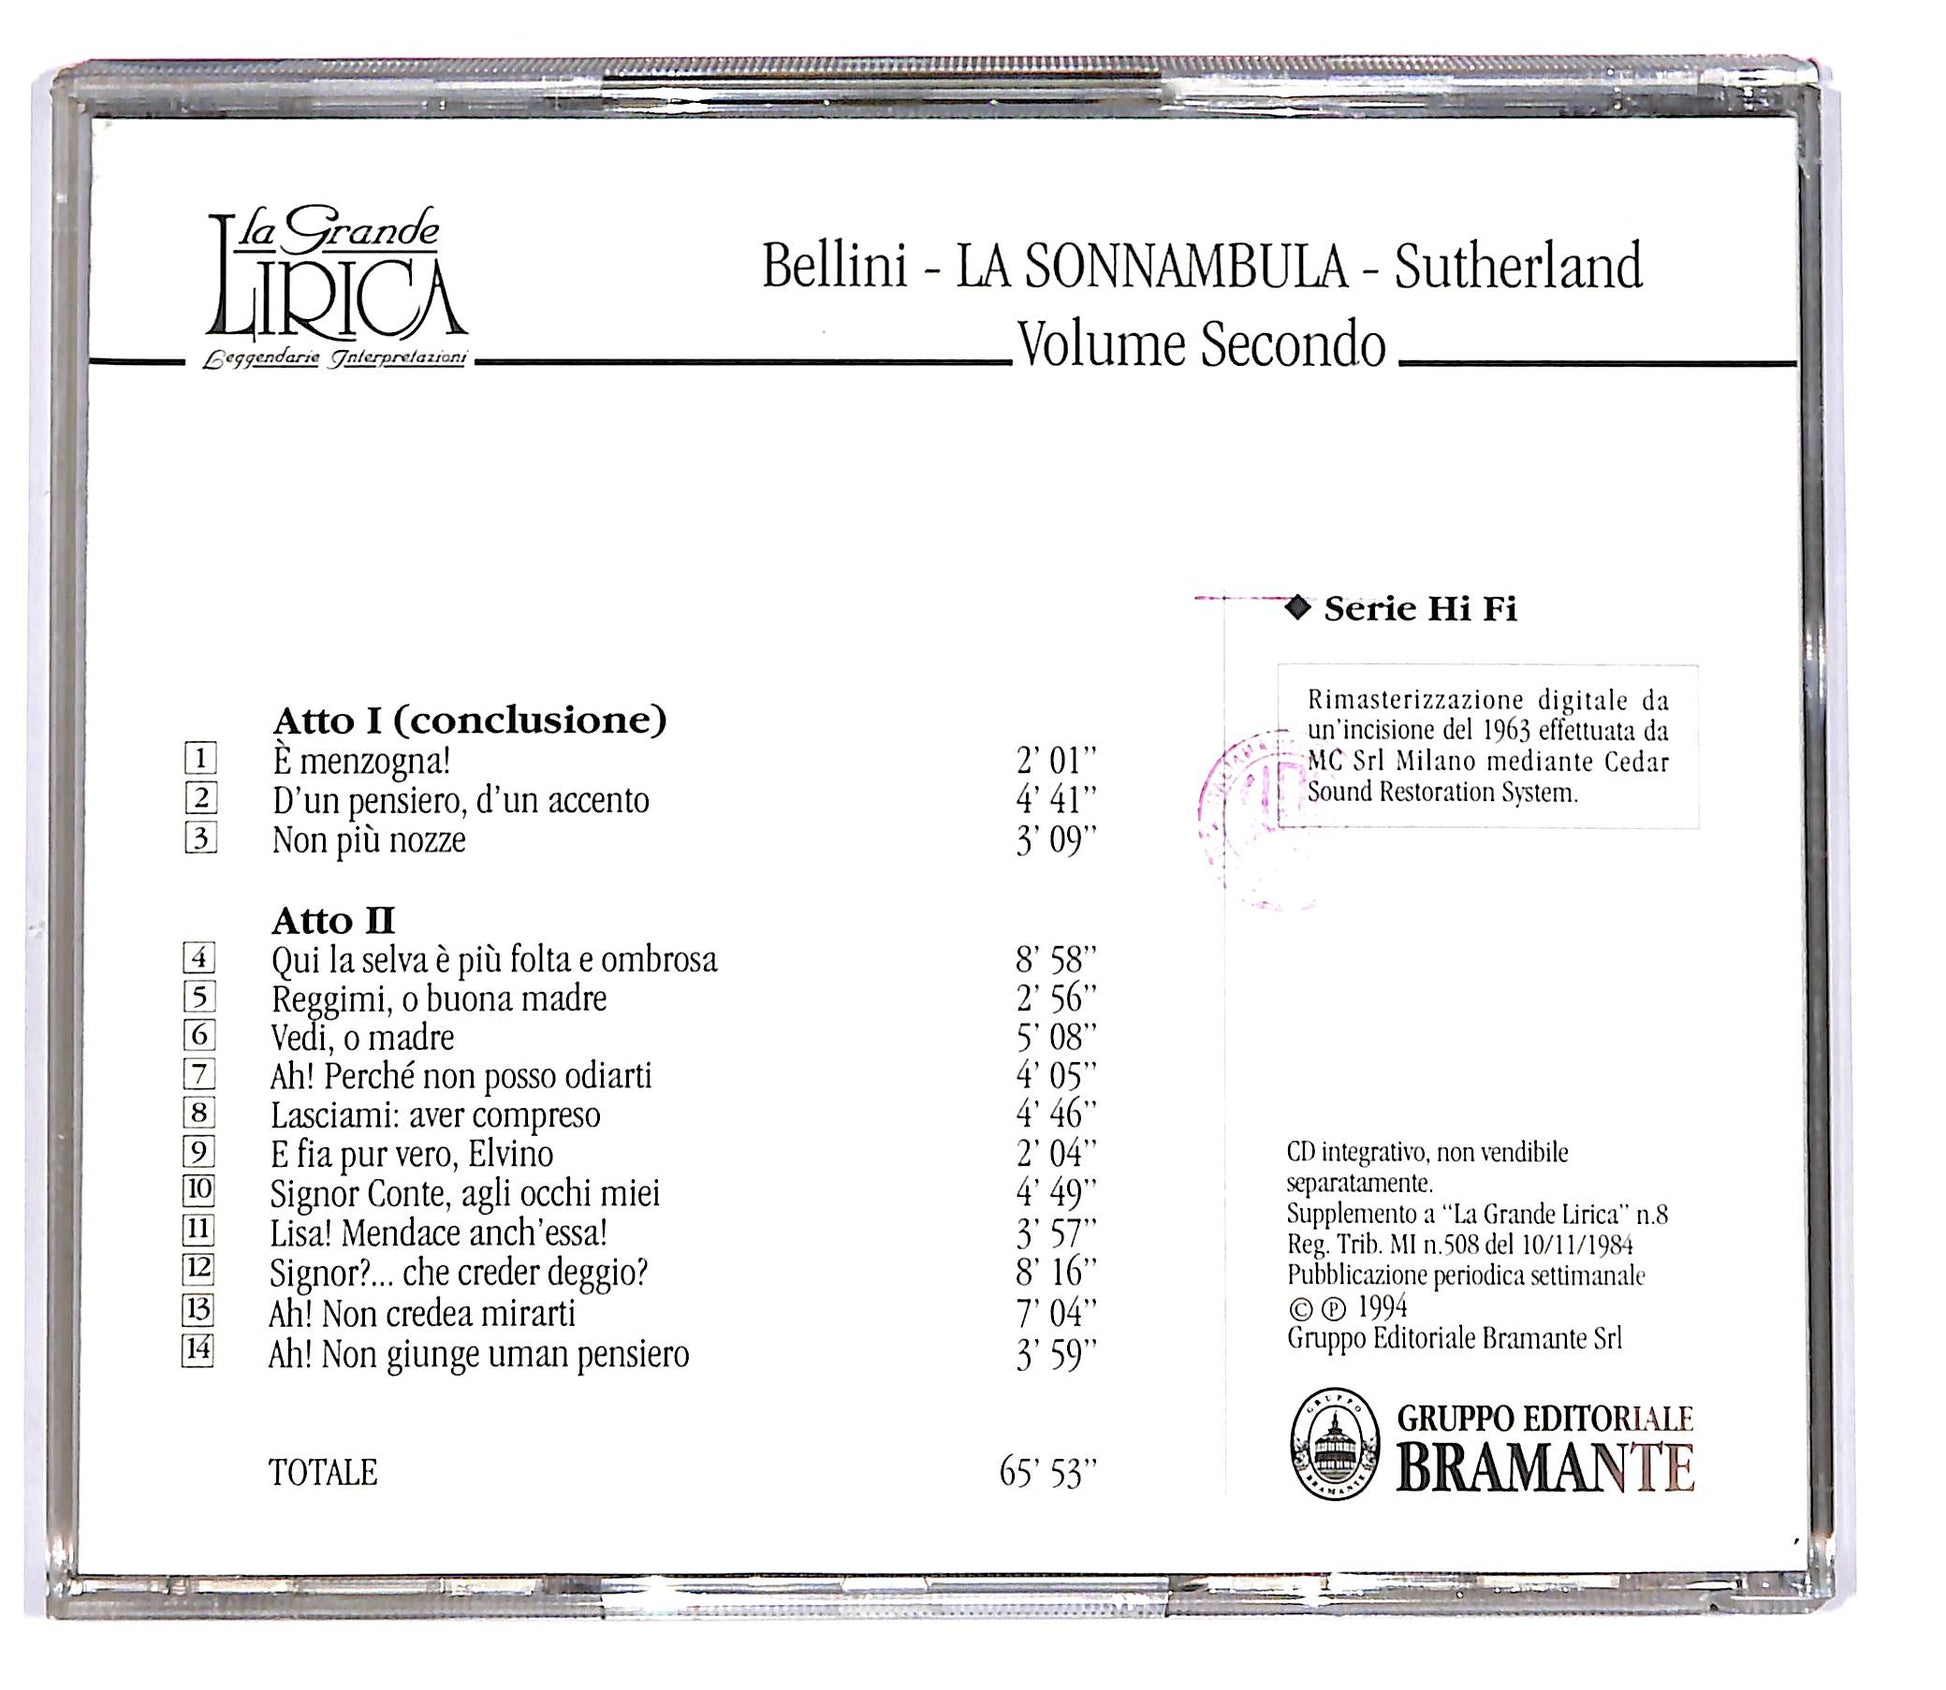 la Grande
LIRICA
Leggendarie Interpretazioni
Bellini - LA SONNAMBULA - Sutherland
Volume Secondo
◆ Serie Hi Fi
Rimasterizzazione digitale da
un'incisione del 1963 effettuata da
MC Srl Milano mediante Cedar
Sound Restoration System.
Atto I (conclusione)
1 È menzogna! 2' 01''
2 D'un pensiero, d'un accento 4' 41''
3 Non più nozze 3' 09''
Atto II
4 Qui la selva è più folta e ombrosa 8' 58''
5 Reggimi, o buona madre 2' 56''
6 Vedi, o madre 5' 08''
7 Ah! Perché non posso odiarti 4' 05''
8 Lasciami: aver compreso 4' 46''
9 E fia pur vero, Elvino 2' 04''
10 Signor Conte, agli occhi miei 4' 49''
11 Lisa! Mendace anch'essa! 3' 57''
12 Signor?... che creder deggio? 8' 16''
13 Ah! Non credea mirarti 7' 04''
14 Ah! Non giunge uman pensiero 3' 59''
TOTALE 65' 53''
CD integrativo, non vendibile
separatamente.
Supplemento a “La Grande Lirica” n.8
Reg. Trib. MI n.508 del 10/11/1984
Pubblicazione periodica settimanale
© ℗ 1994
Gruppo Editoriale Bramante Srl
GRUPPO
BRAMANTE
GRUPPO EDITORIALE
BRAMANTE